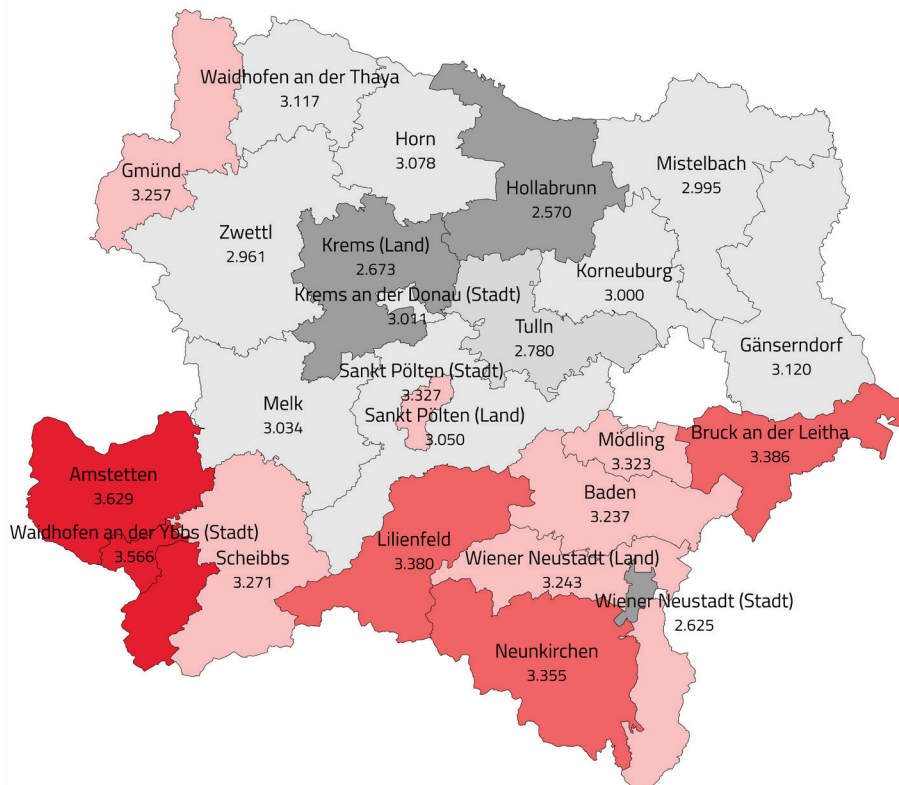 Waidhofen an der Thaya
3.117
Horn
3.078
Gmünd
3.257
Hollabrunn
2.570
Mistelbach
2.995
Zwettl
2.961
Krems (Land)
2.673
Krems an der Donau (Stadt)
3.011
Korneuburg
3.000
Tulln
2.780
Gänserndorf
3.120
Sankt Pölten (Stadt)
3.327
Sankt Pölten (Land)
3.050
Melk
3.034
Mödling
3.323
Bruck an der Leitha
3.386
Amstetten
3.629
Baden
3.237
Waidhofen an der Ybbs (Stadt)
3.566
Scheibbs
3.271
Lilienfeld
3.380
Wiener Neustadt (Land)
3.243
Wiener Neustadt (Stadt)
2.625
Neunkirchen
3.355